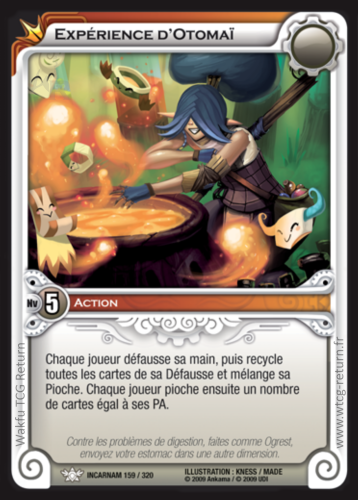 Expérience d'Otomaï
Nv 5 Action
Chaque joueur défausse sa main, puis recycle
toutes les cartes de sa Défausse et mélange sa
Pioche. Chaque joueur pioche ensuite un nombre
de cartes égal à ses PA.
Contre les problèmes de digestion, faites comme Ogrest,
envoyez votre estomac dans une autre dimension.
INCARNAM 159 / 320
ILLUSTRATION : KNESS / MADE
© 2009 Ankama / © 2009 UDI
Wakfu TCG Return
www.wtcg-return.fr